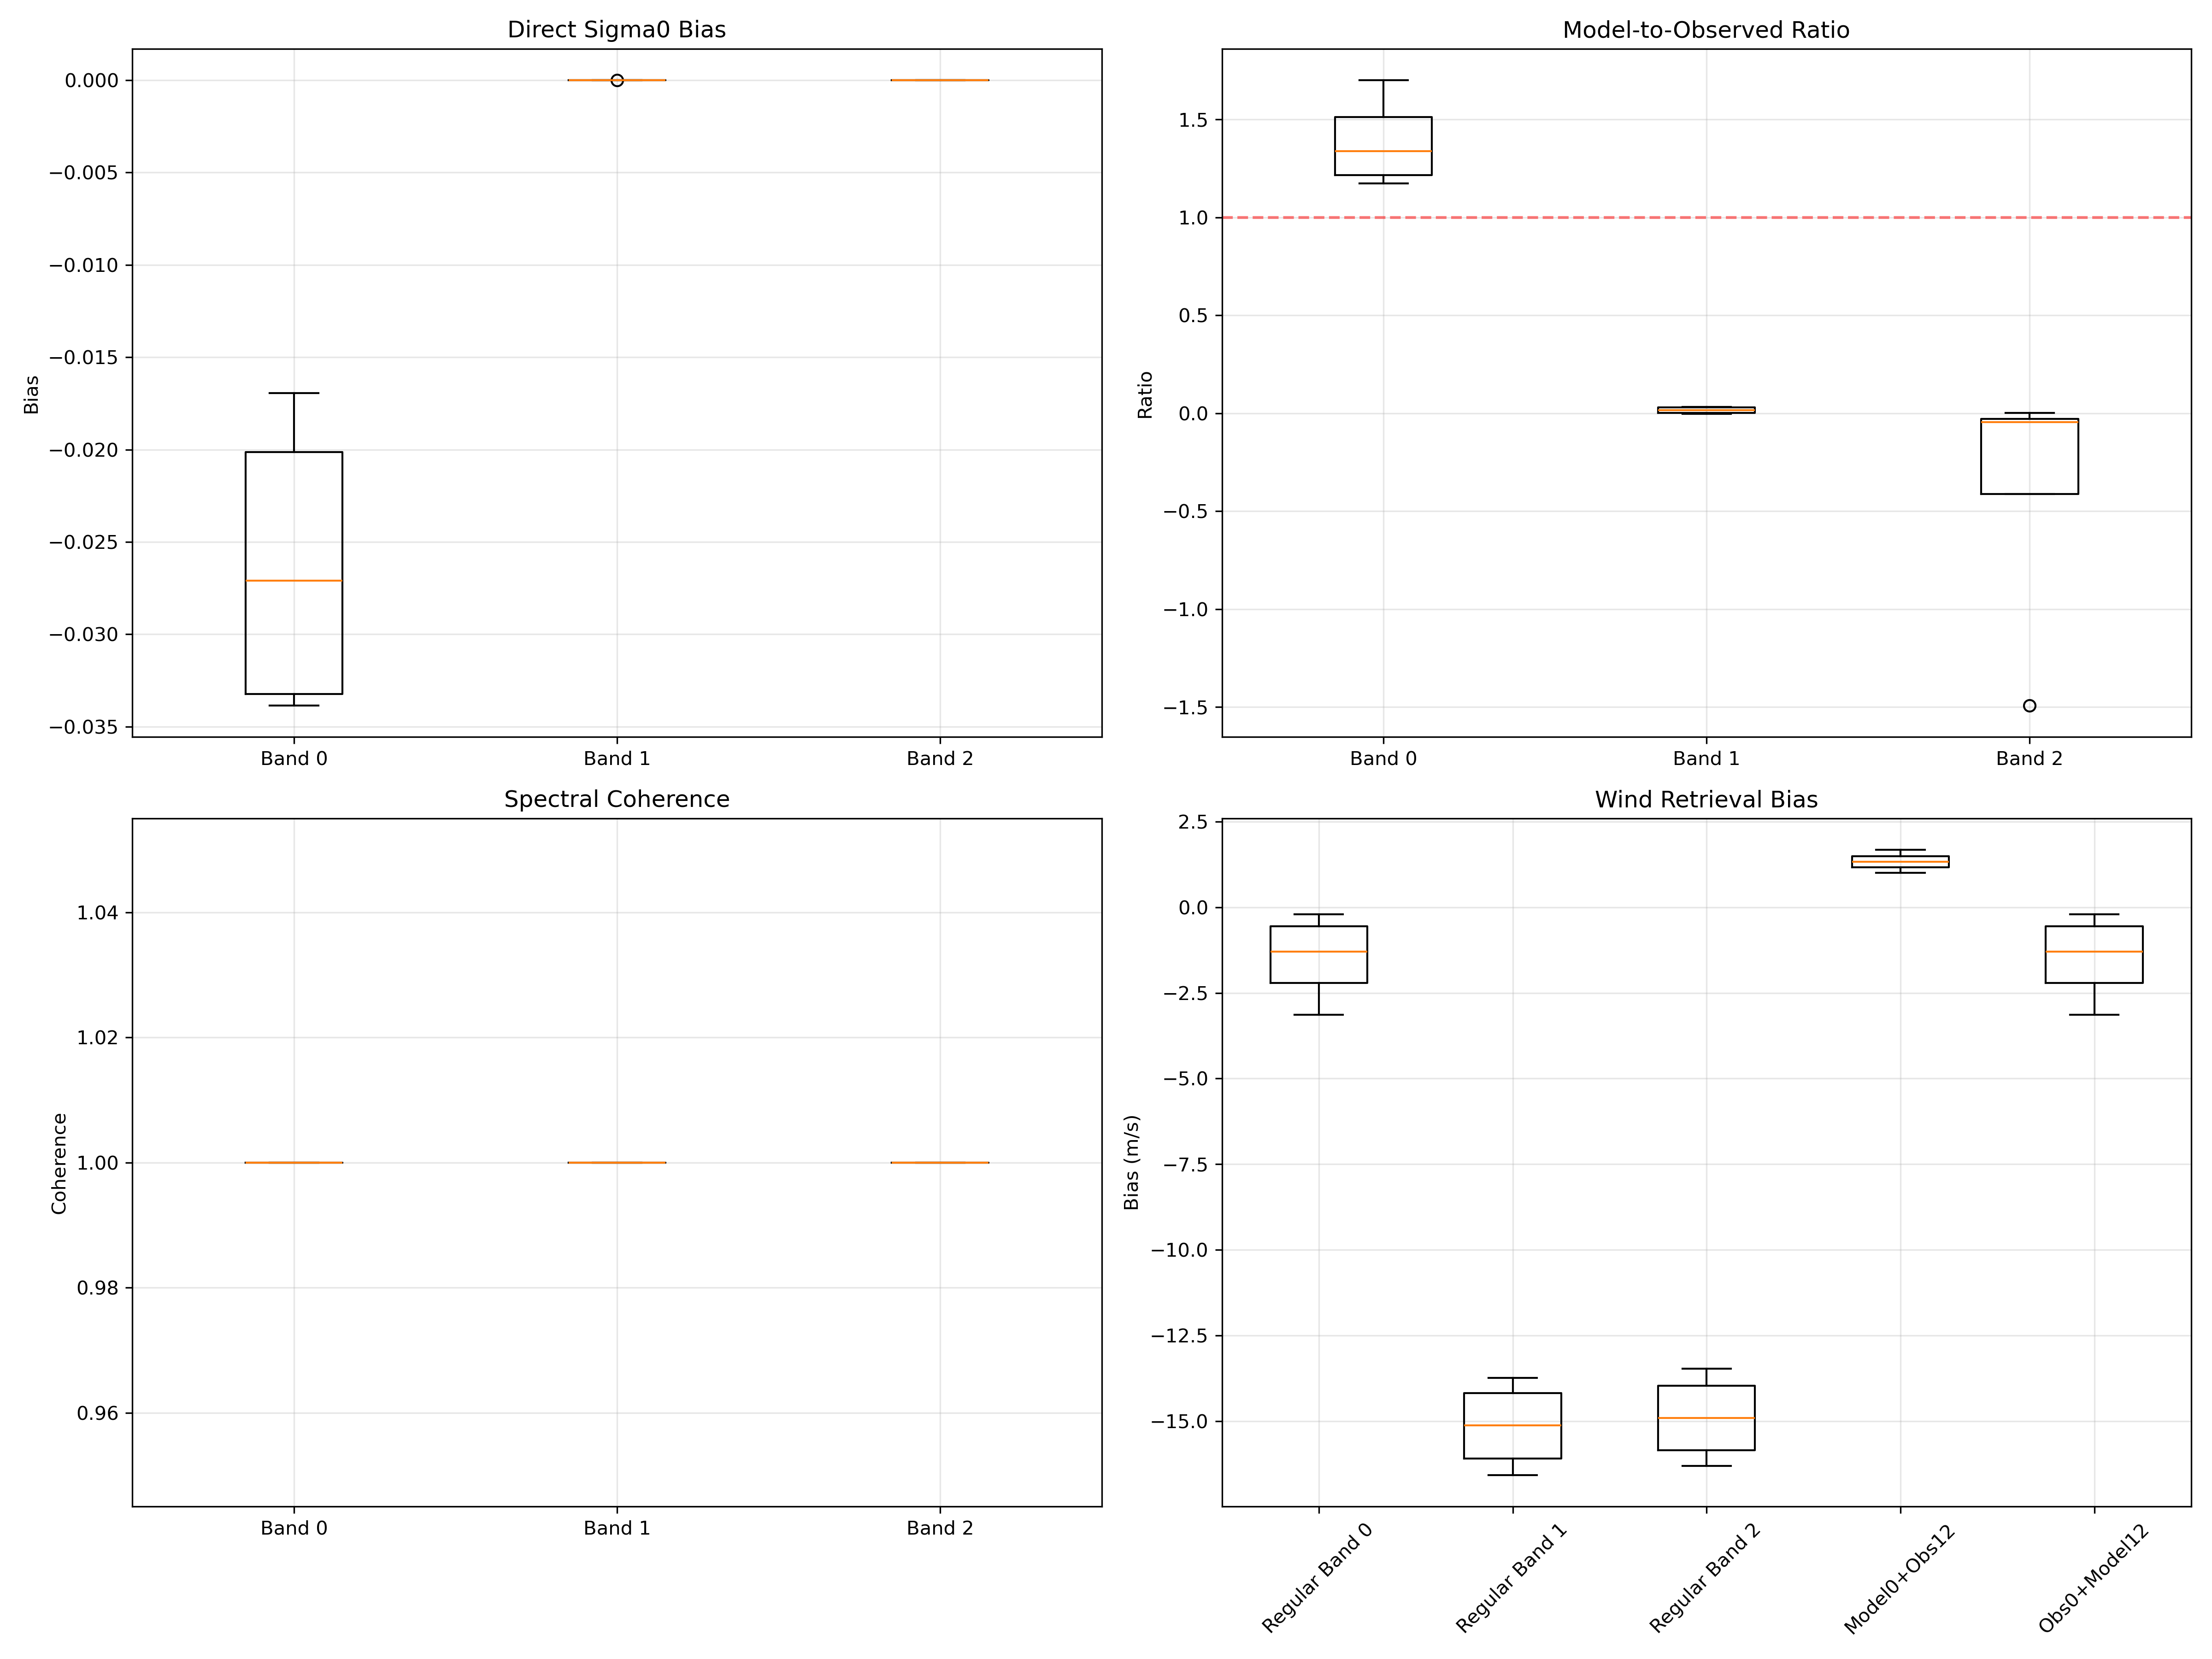 Direct Sigma0 Bias
Bias
0.000
−0.005
−0.010
−0.015
−0.020
−0.025
−0.030
−0.035
Band 0
Band 1
Band 2
Model-to-Observed Ratio
Ratio
1.5
1.0
0.5
0.0
−0.5
−1.0
−1.5
Band 0
Band 1
Band 2
Spectral Coherence
Coherence
1.04
1.02
1.00
0.98
0.96
Band 0
Band 1
Band 2
Wind Retrieval Bias
Bias (m/s)
2.5
0.0
−2.5
−5.0
−7.5
−10.0
−12.5
−15.0
Regular Band 0
Regular Band 1
Regular Band 2
Model0+Obs12
Obs0+Model12